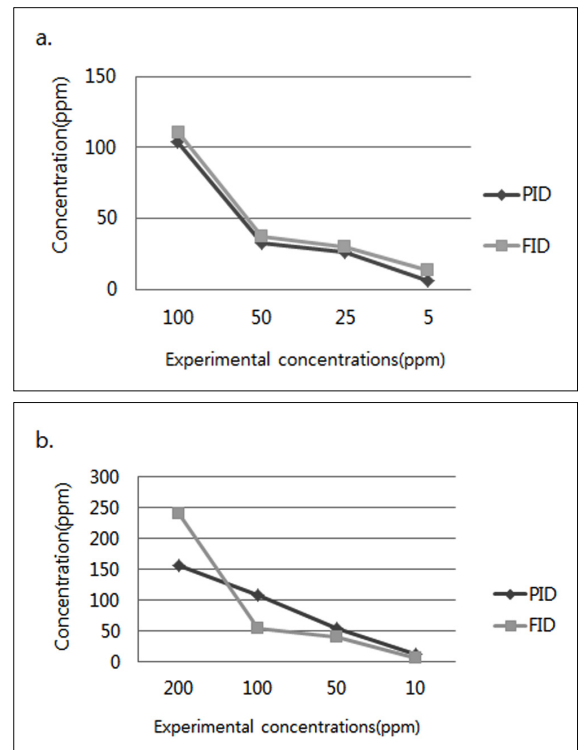 a.
Concentration(ppm)
150
100
50
0
100 50 25 5
Experimental concentrations(ppm)
PID
FID
b.
Concentration(ppm)
300
250
200
150
100
50
0
200 100 50 10
Experimental concentrations(ppm)
PID
FID